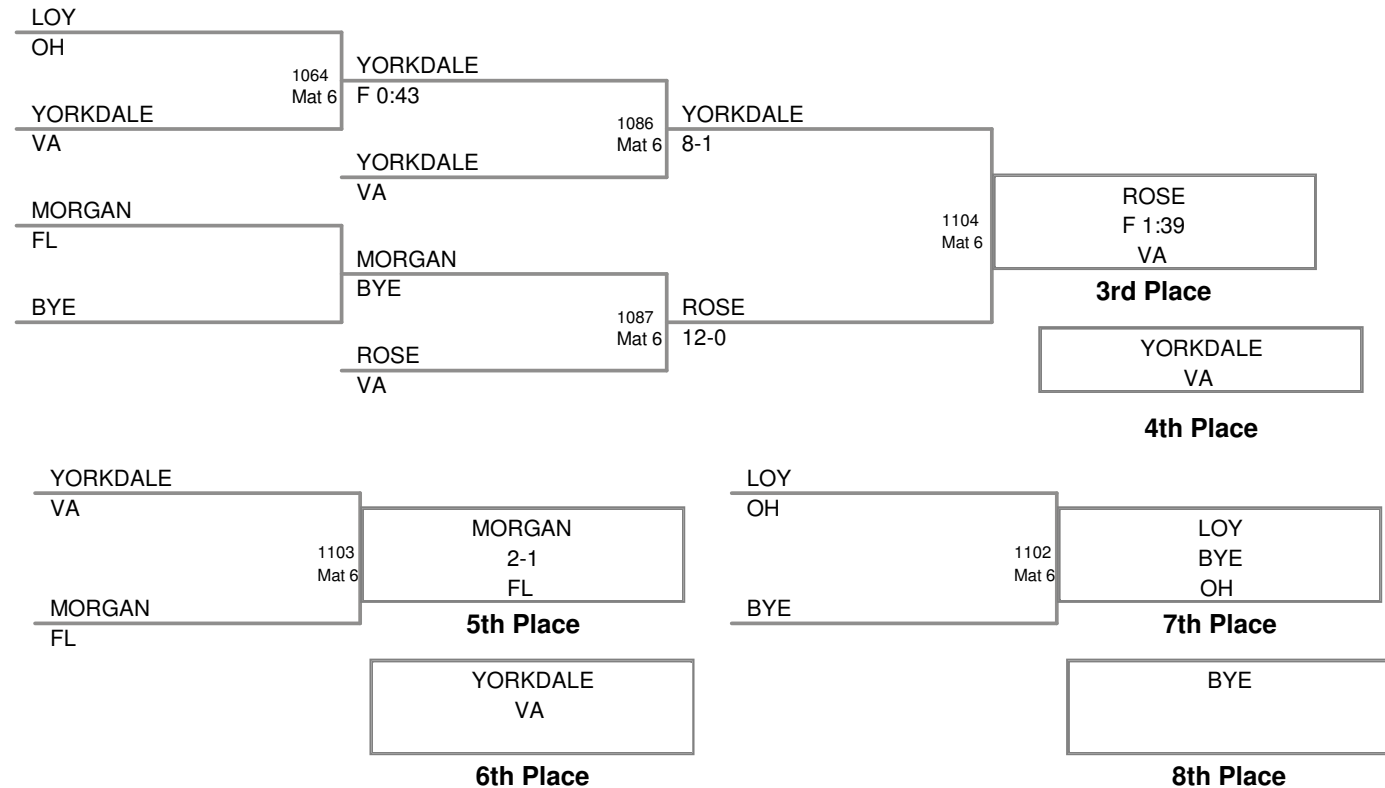 LOY
OH
1064
Mat 6
YORKDALE
F 0:43
YORKDALE
VA
1086
Mat 6
YORKDALE
8-1
YORKDALE
VA
MORGAN
FL
1104
Mat 6
ROSE
F 1:39
VA
3rd Place
MORGAN
BYE
BYE
1087
Mat 6
ROSE
12-0
ROSE
VA
YORKDALE
VA
4th Place
YORKDALE
VA
1103
Mat 6
MORGAN
2-1
FL
MORGAN
FL
5th Place
YORKDALE
VA
6th Place
LOY
OH
1102
Mat 6
LOY
BYE
OH
BYE
7th Place
BYE
8th Place